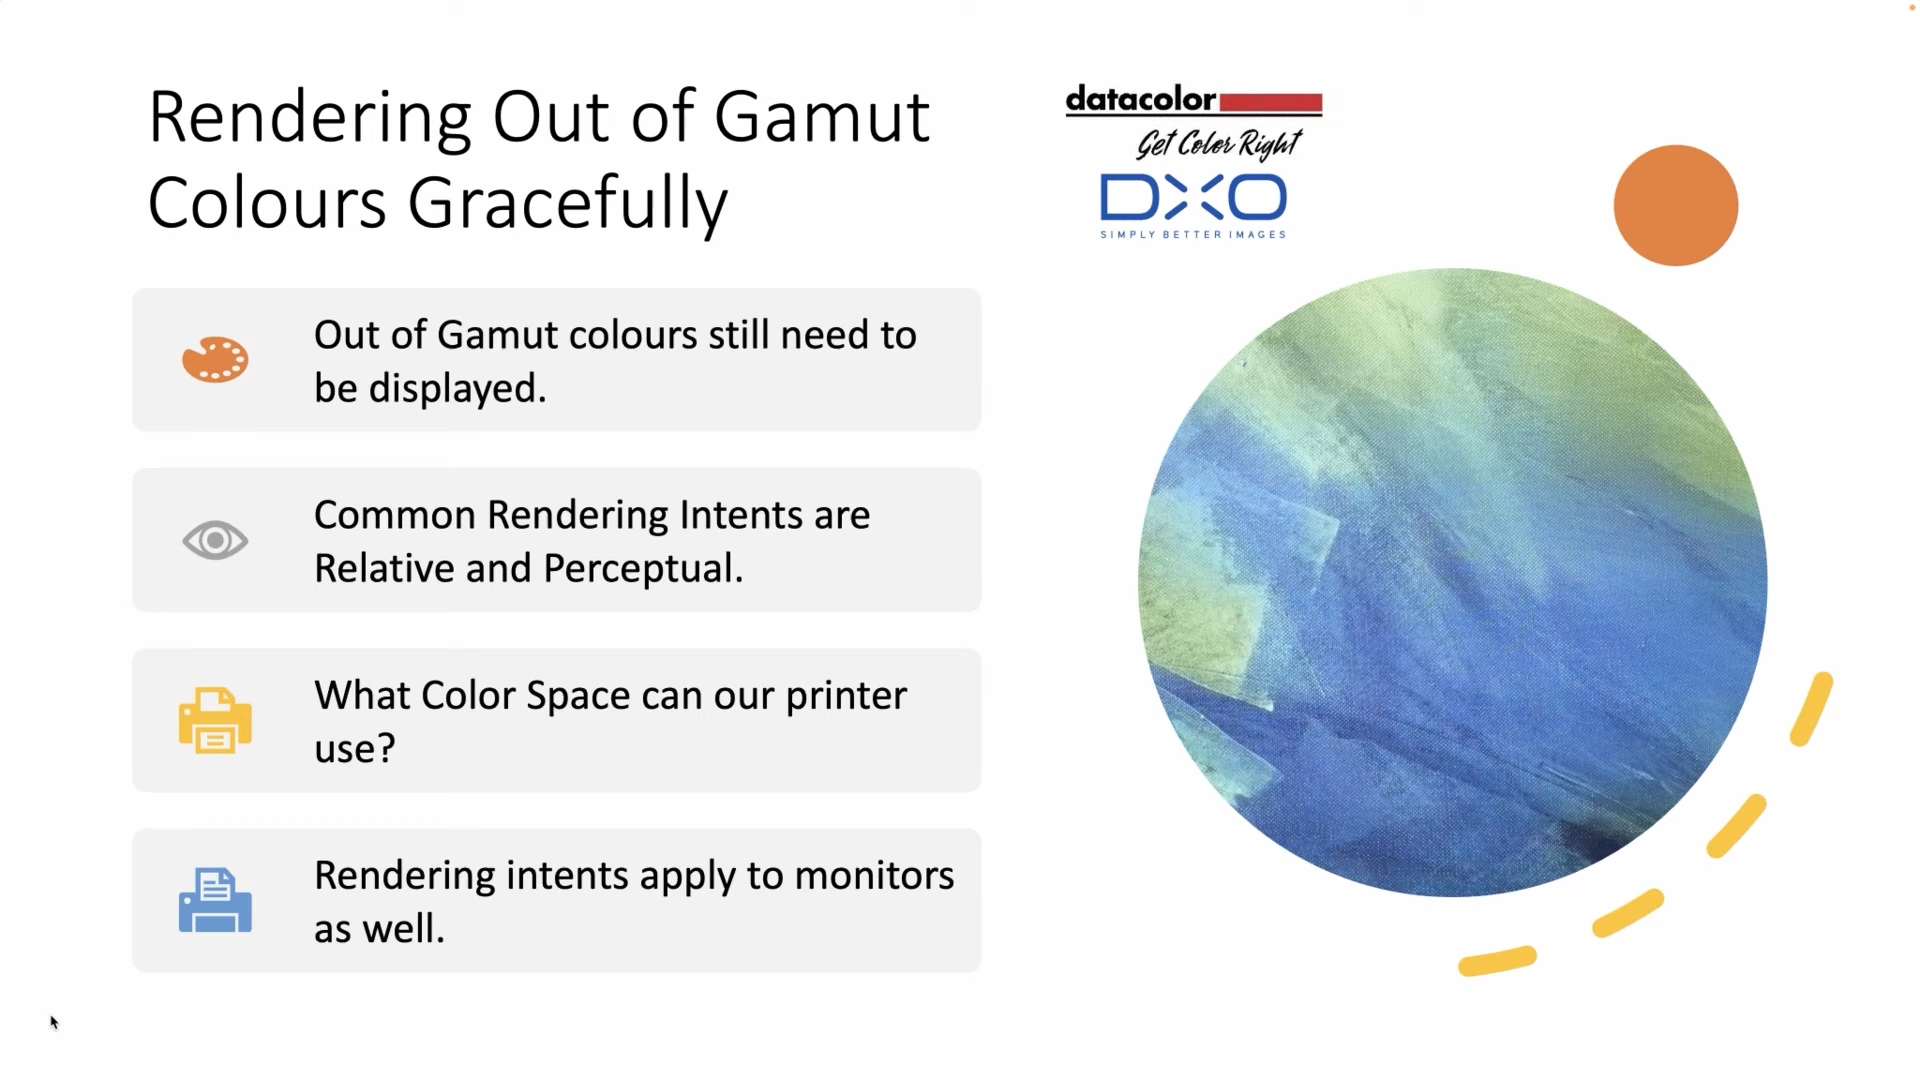 Rendering Out of Gamut
Colours Gracefully
datacolor
Get Color Right
DXO
SIMPLY BETTER IMAGES
Out of Gamut colours still need to
be displayed.
Common Rendering Intents are
Relative and Perceptual.
What Color Space can our printer
use?
Rendering intents apply to monitors
as well.